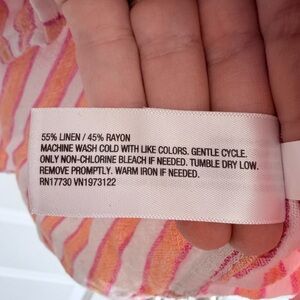 55% LINEN / 45% RAYON
MACHINE WASH COLD WITH LIKE COLORS. GENTLE CYCLE.
ONLY NON-CHLORINE BLEACH IF NEEDED. TUMBLE DRY LOW.
REMOVE PROMPTLY. WARM IRON IF NEEDED.
RN17730 VN1973122